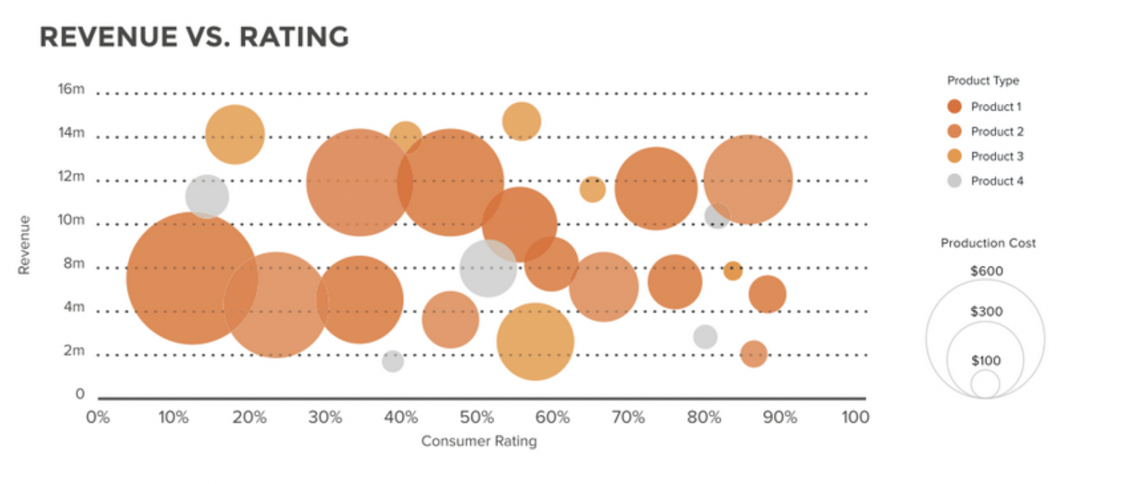 REVENUE VS. RATING
Revenue
16m
14m
12m
10m
8m
4m
2m
0
0% 10% 20% 30% 40% 50% 60% 70% 80% 90% 100
Consumer Rating
Product Type
Product 1
Product 2
Product 3
Product 4
Production Cost
$600
$300
$100